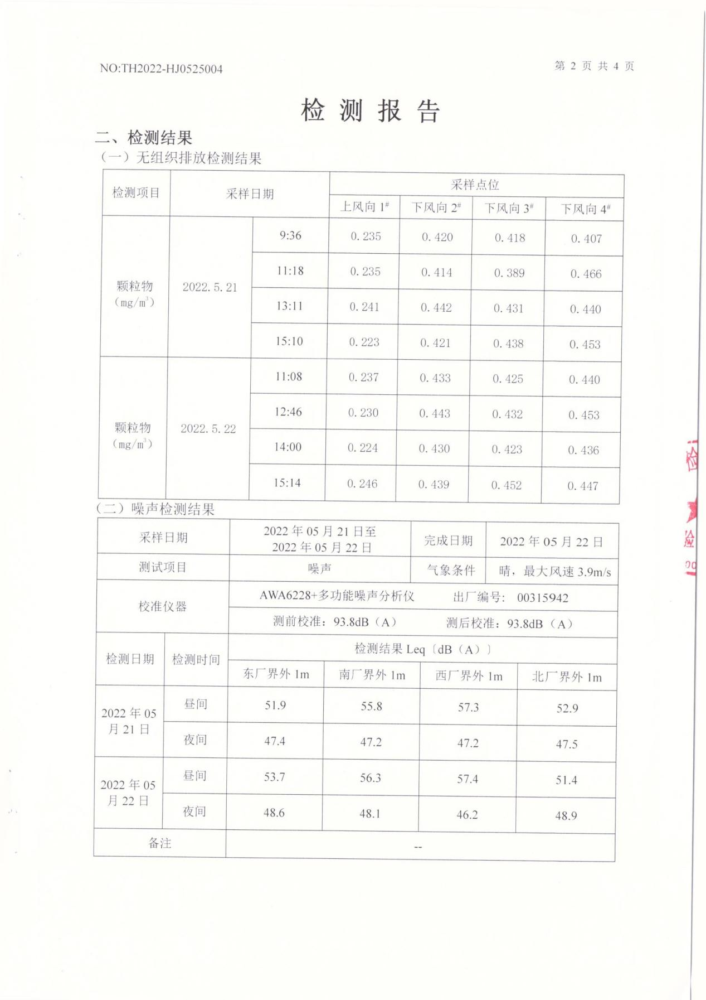 NO:TH2022-HJ0525004
第 2 页 共 4 页
检 测 报 告
二、检测结果
（一）无组织排放检测结果
检测项目 采样日期 采样点位
上风向 1# 下风向 2# 下风向 3# 下风向 4#
颗粒物
（mg/m³）
2022.5.21
9:36 0.235 0.420 0.418 0.407
11:18 0.235 0.414 0.389 0.466
13:11 0.241 0.442 0.431 0.440
15:10 0.223 0.421 0.438 0.453
颗粒物
（mg/m³）
2022.5.22
11:08 0.237 0.433 0.425 0.440
12:46 0.230 0.443 0.432 0.453
14:00 0.224 0.430 0.423 0.436
15:14 0.246 0.439 0.452 0.447
（二）噪声检测结果
采样日期
2022 年 05 月 21 日至
2022 年 05 月 22 日
完成日期 2022 年 05 月 22 日
测试项目 噪声 气象条件 晴，最大风速 3.9m/s
校准仪器
AWA6228+多功能噪声分析仪 出厂编号： 00315942
测前校准：93.8dB（A） 测后校准：93.8dB（A）
检测日期 检测时间 检测结果 Leq〔dB（A）〕
东厂界外 1m 南厂界外 1m 西厂界外 1m 北厂界外 1m
2022 年 05
月 21 日
昼间 51.9 55.8 57.3 52.9
夜间 47.4 47.2 47.2 47.5
2022 年 05
月 22 日
昼间 53.7 56.3 57.4 51.4
夜间 48.6 48.1 46.2 48.9
备注 --
检
验